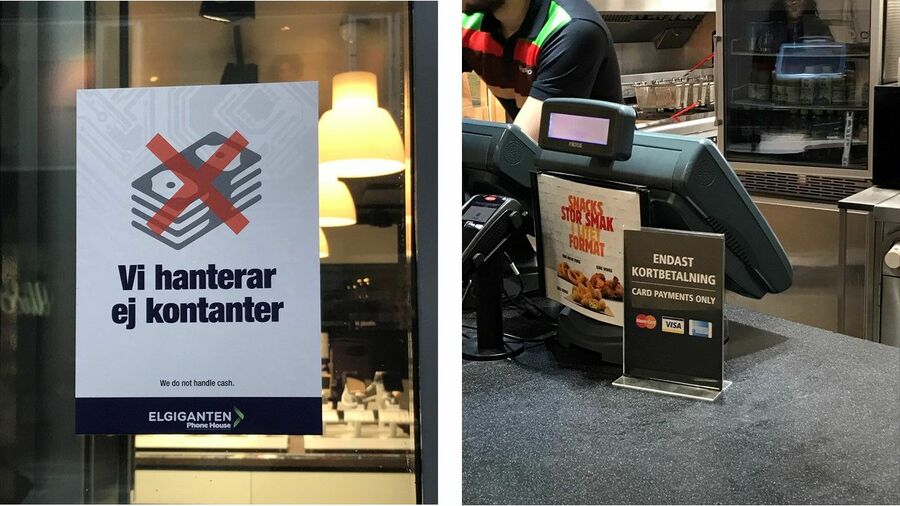 Vi hanterar
ej kontanter
We do not handle cash.
ELGIGANTEN
Phone House
SNACKS
STOR SMAK
I LITET
FORMAT
ENDAST
KORTBETALNING
CARD PAYMENTS ONLY
VISA